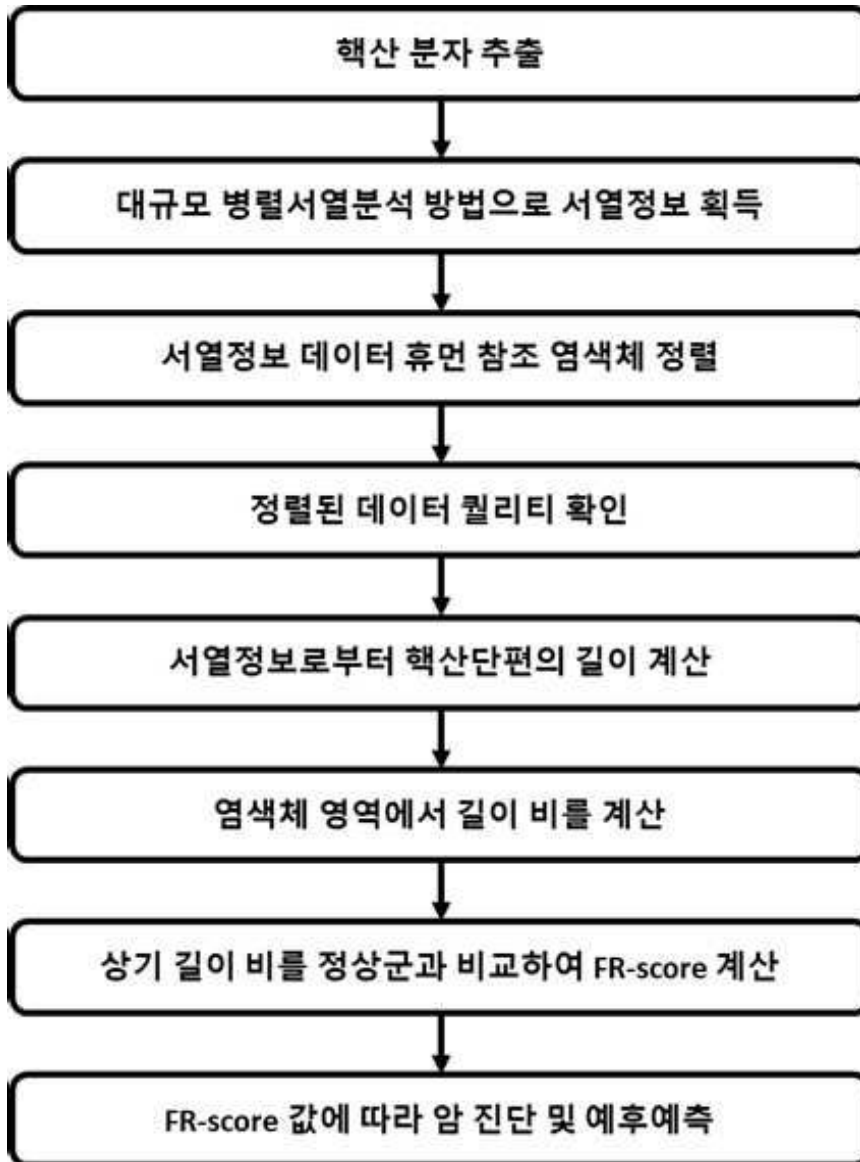 핵산 분자 추출
대규모 병렬서열분석 방법으로 서열정보 획득
서열정보 데이터 휴먼 참조 염색체 정렬
정렬된 데이터 퀄리티 확인
서열정보로부터 핵산단편의 길이 계산
염색체 영역에서 길이 비를 계산
상기 길이 비를 정상군과 비교하여 FR-score 계산
FR-score 값에 따라 암 진단 및 예후예측